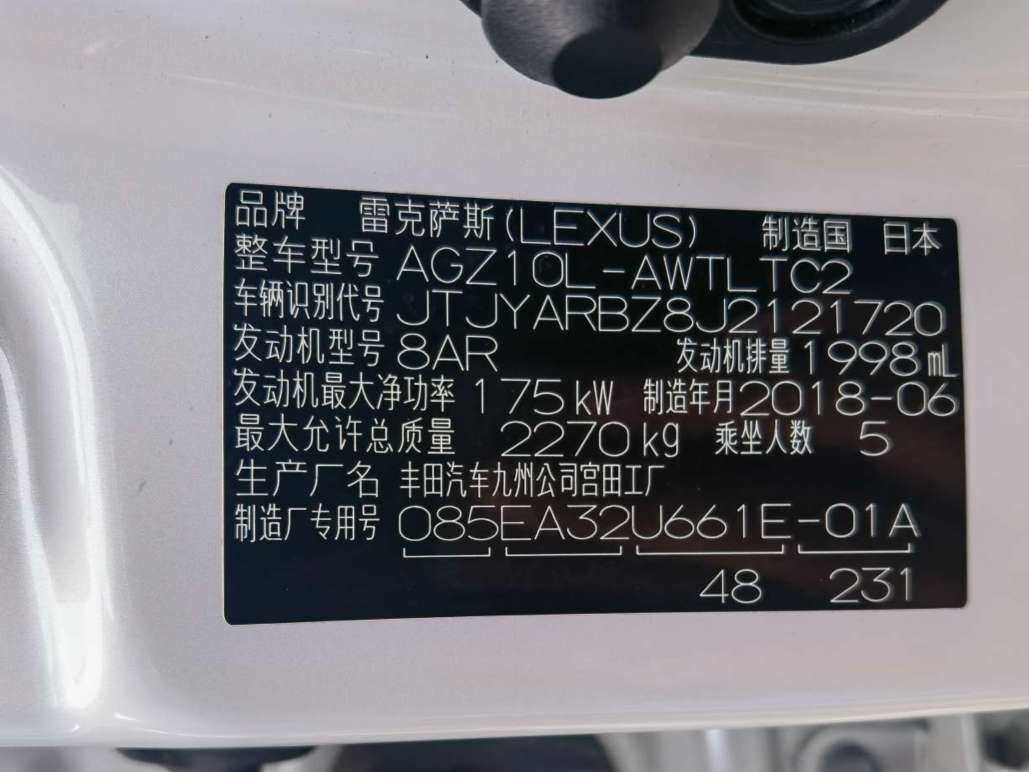 品牌 雷克萨斯(LEXUS) 制造国 日本
整车型号 AGZ10L-AWTLTC2
车辆识别代号 JTJYARBZ8J2121720
发动机型号 8AR 发动机排量 1998mL
发动机最大净功率 175kW 制造年月 2018-06
最大允许总质量 2270kg 乘坐人数 5
生产厂名 丰田汽车九州公司宫田工厂
制造厂专用号 085EA32U661E-01A
48 231